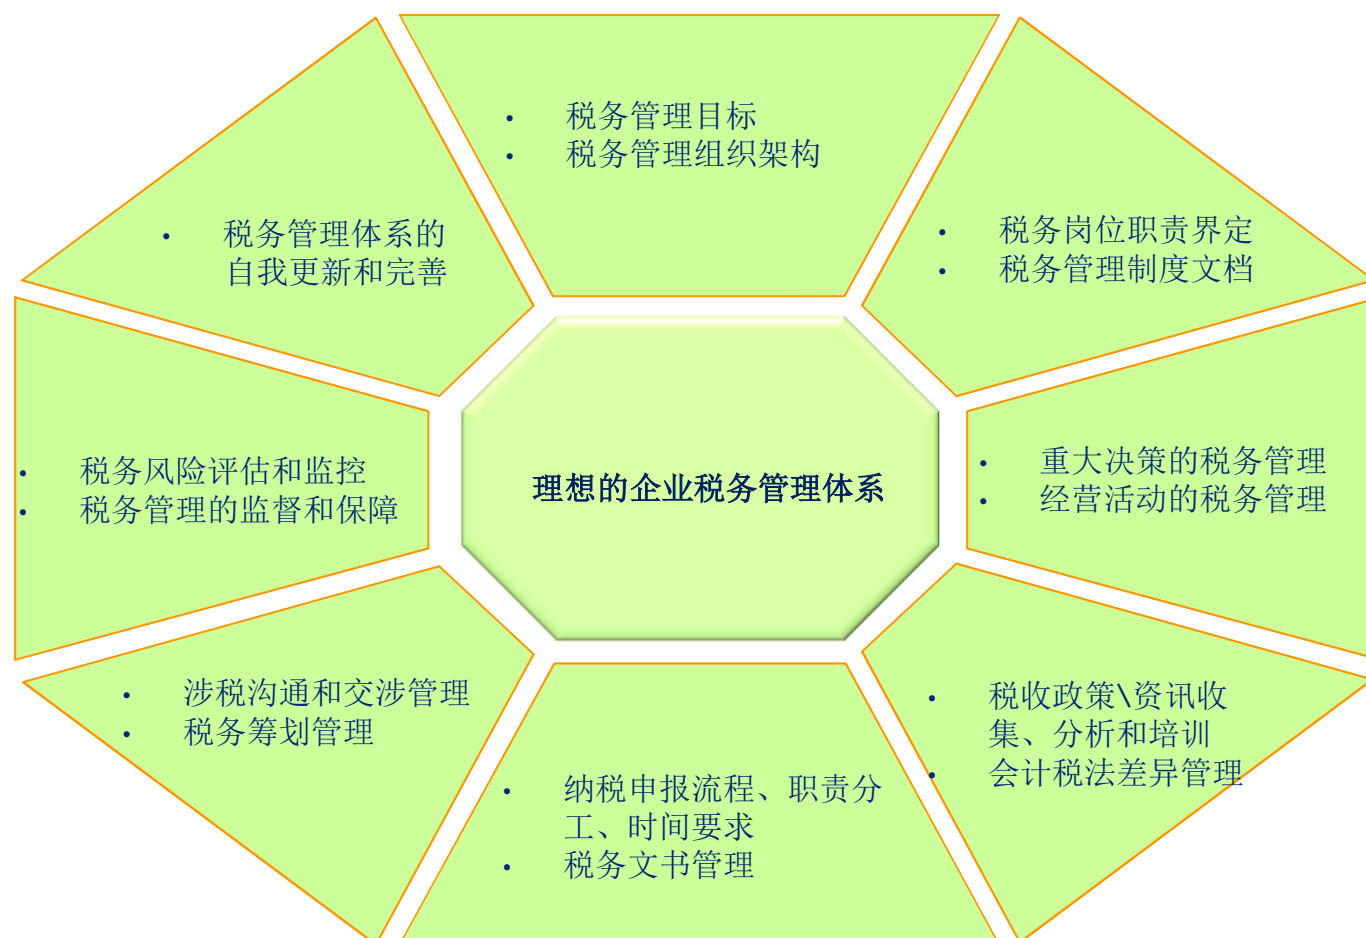 • 税务管理目标
• 税务管理组织架构
• 税务管理体系的
自我更新和完善
• 税务岗位职责界定
• 税务管理制度文档
• 税务风险评估和监控
• 税务管理的监督和保障
理想的企业税务管理体系
• 重大决策的税务管理
• 经营活动的税务管理
• 涉税沟通和交涉管理
• 税务筹划管理
• 税收政策\资讯收
集、分析和培训
• 会计税法差异管理
• 纳税申报流程、职责分
工、时间要求
• 税务文书管理